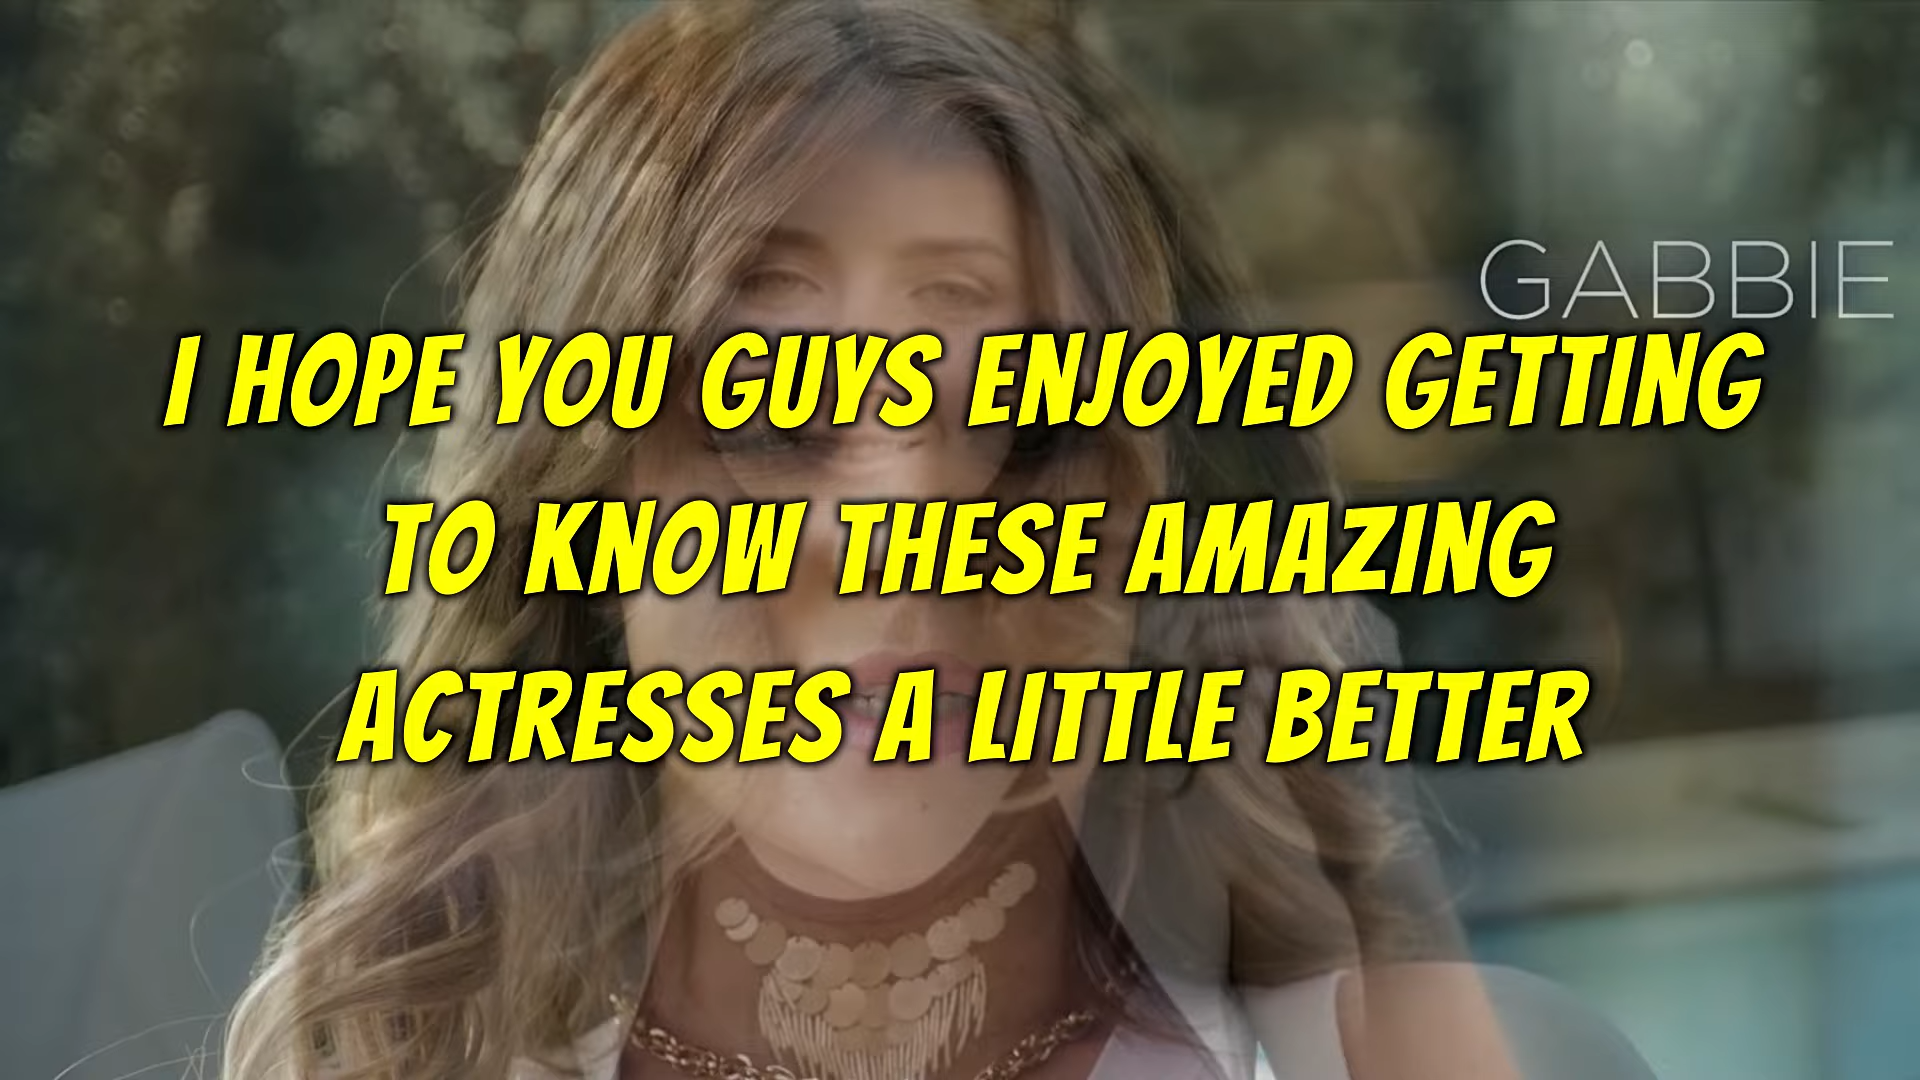 GABBIE
I HOPE YOU GUYS ENJOYED GETTING
TO KNOW THESE AMAZING
ACTRESSES A LITTLE BETTER